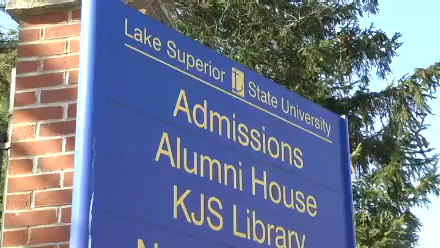 Lake Superior State University
Admissions
Alumni House
KJS Library